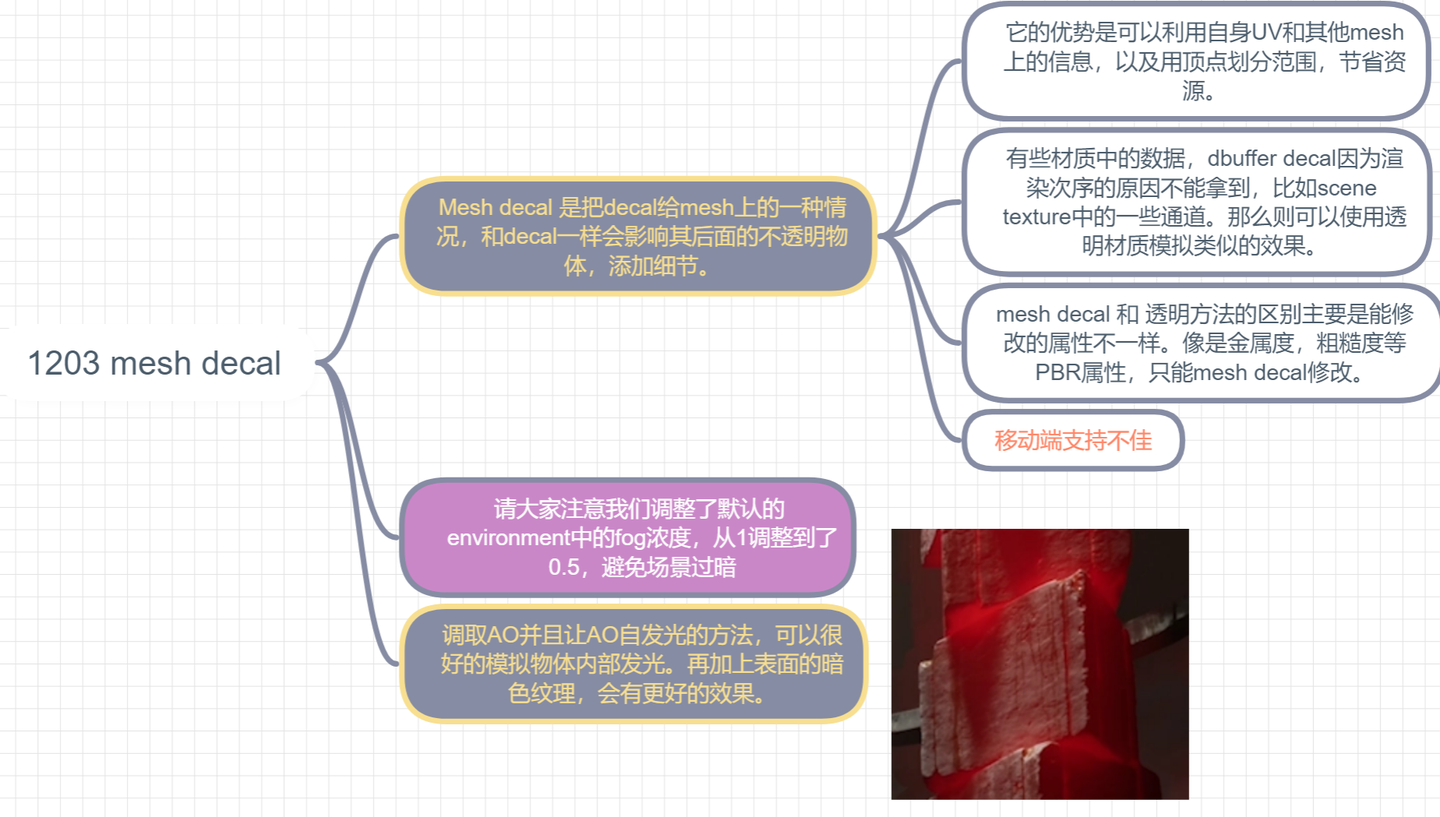 1203 mesh decal
Mesh decal 是把decal给mesh上的一种情
况，和decal一样会影响其后面的不透明物
体，添加细节。
它的优势是可以利用自身UV和其他mesh
上的信息，以及用顶点划分范围，节省资
源。
有些材质中的数据，dbuffer decal因为渲
染次序的原因不能拿到，比如scene
texture中的一些通道。那么则可以使用透
明材质模拟类似的效果。
mesh decal 和 透明方法的区别主要是能修
改的属性不一样。像是金属度，粗糙度等
PBR属性，只能mesh decal修改。
移动端支持不佳
请大家注意我们调整了默认的
environment中的fog浓度，从1调整到了
0.5，避免场景过暗
调取AO并且让AO自发光的方法，可以很
好的模拟物体内部发光。再加上表面的暗
色纹理，会有更好的效果。